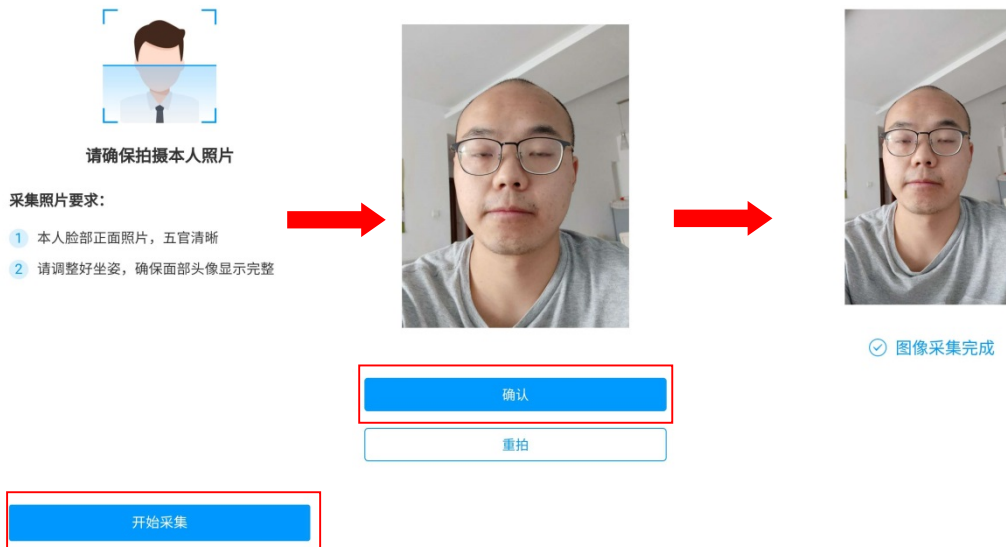 请确保拍摄本人照片
采集照片要求：
1 本人脸部正面照片，五官清晰
2 请调整好坐姿，确保面部头像显示完整
开始采集
确认
重拍
图像采集完成